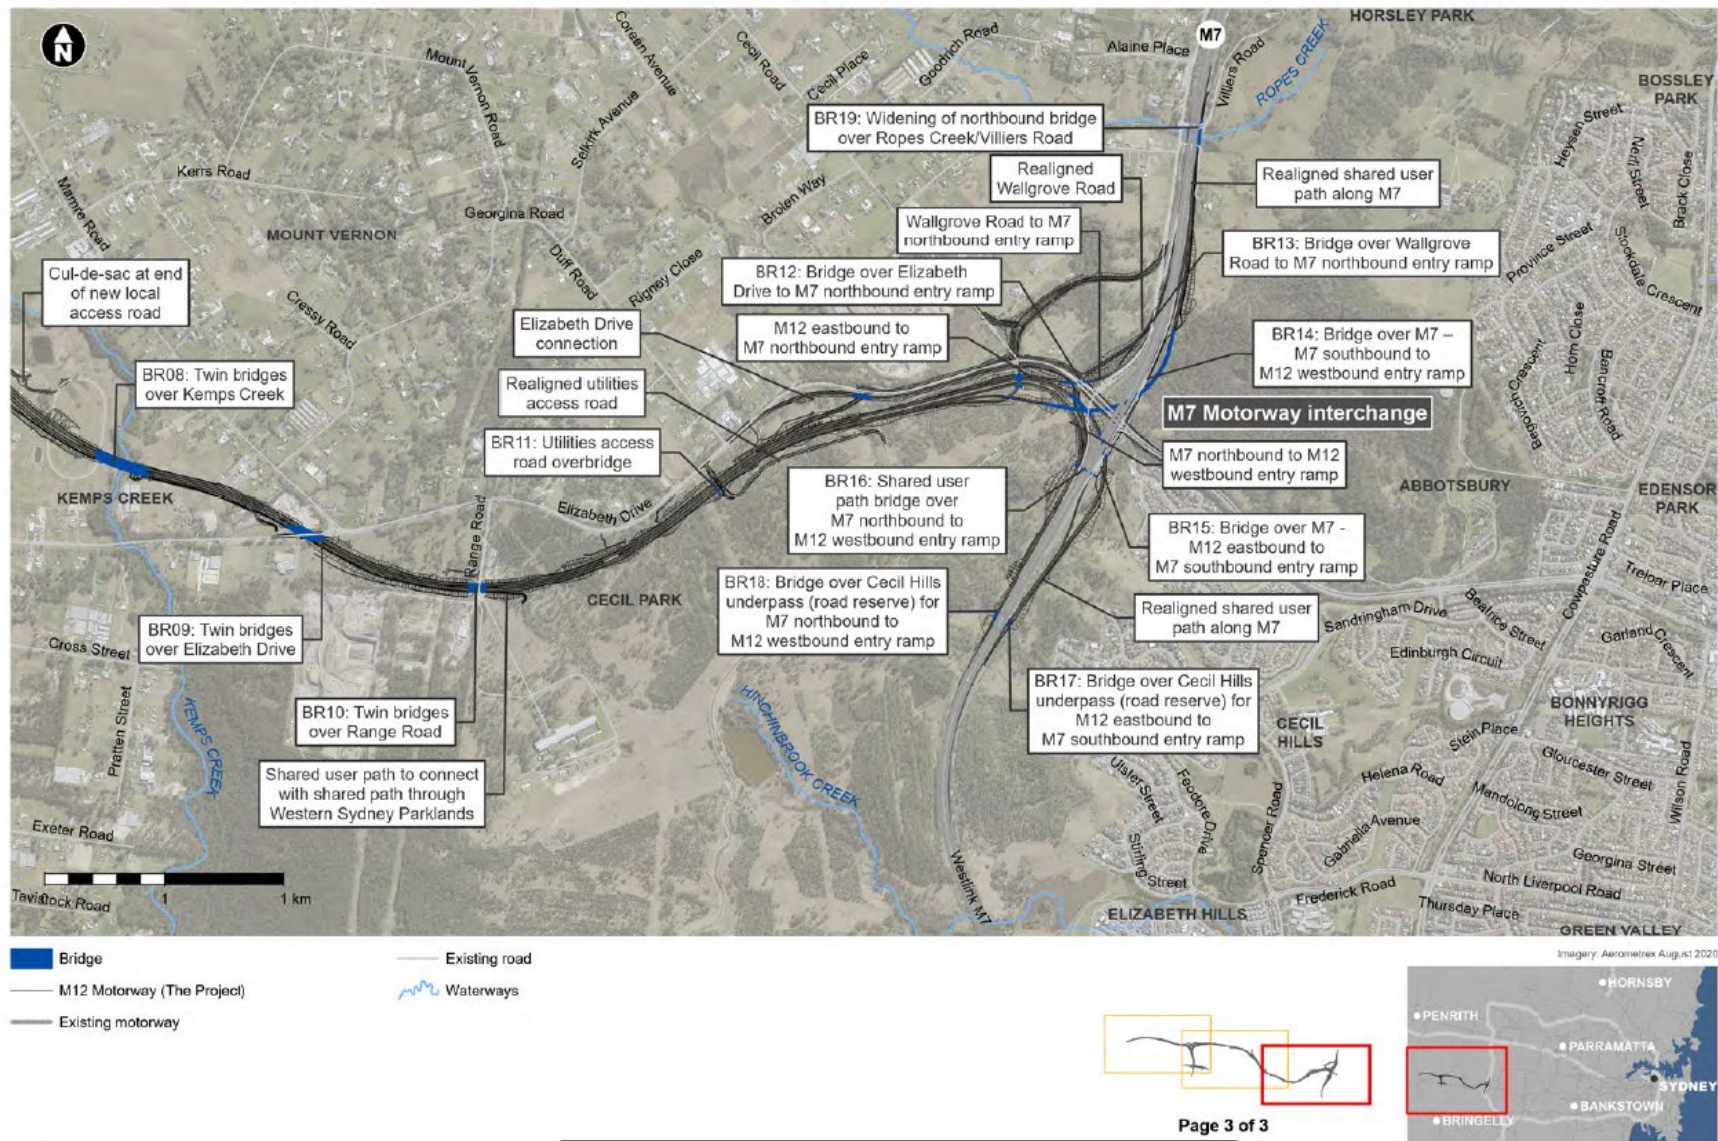 N
HORSLEY PARK
M7
Alaine Place
Villiers Road
ROPES CREEK
Goodrich Road
Cecil Place
Cecil Road
Coreen Avenue
Selkirk Avenue
Mount Vernon Road
BOSSLEY
PARK
Heysen Street
Brack Close
Province Street
Stockdale Crescent
Kerrs Road
Mamre Road
MOUNT VERNON
Georgina Road
Duff Road
Rigney Close
Brolen Way
Cressy Road
BR19: Widening of northbound bridge
over Ropes Creek/Villiers Road
Realigned
Wallgrove Road
Realigned shared user
path along M7
Wallgrove Road to M7
northbound entry ramp
BR13: Bridge over Wallgrove
Road to M7 northbound entry ramp
BR12: Bridge over Elizabeth
Drive to M7 northbound entry ramp
Cul-de-sac at end
of new local
access road
Elizabeth Drive
connection
M12 eastbound to
M7 northbound entry ramp
BR14: Bridge over M7 –
M7 southbound to
M12 westbound entry ramp
Horn Close
Bancroft Road
Begovich Crescent
BR08: Twin bridges
over Kemps Creek
Realigned utilities
access road
M7 Motorway interchange
BR11: Utilities access
road overbridge
M7 northbound to M12
westbound entry ramp
BR16: Shared user
path bridge over
M7 northbound to
M12 westbound entry ramp
ABBOTSBURY
EDENSOR
PARK
KEMPS CREEK
Elizabeth Drive
Range Road
BR15: Bridge over M7 -
M12 eastbound to
M7 southbound entry ramp
Cowpasture Road
Treloar Place
CECIL PARK
BR18: Bridge over Cecil Hills
underpass (road reserve) for
M7 northbound to
M12 westbound entry ramp
Realigned shared user
path along M7
Sandringham Drive
Beatrice Street
Garland Crescent
Edinburgh Circuit
BR09: Twin bridges
over Elizabeth Drive
Cross Street
Pratten Street
KEMPS CREEK
BR10: Twin bridges
over Range Road
HINCHINBROOK CREEK
BR17: Bridge over Cecil Hills
underpass (road reserve) for
M12 eastbound to
M7 southbound entry ramp
CECIL
HILLS
BONNYRIGG
HEIGHTS
Stein Place
Gloucester Street
Helena Road
Mandolong Street
Wilson Road
Shared user path to connect
with shared path through
Western Sydney Parklands
Ulster Street
Feodore Drive
Spencer Road
Gabriella Avenue
Stirling Street
Georgina Street
Exeter Road
North Liverpool Road
Frederick Road
Thursday Place
Westlink M7
Tavistock Road
0
1
1 km
ELIZABETH HILLS
GREEN VALLEY
Imagery: Aerometrex August 2020
Bridge
Existing road
M12 Motorway (The Project)
Waterways
Existing motorway
HORNSBY
PENRITH
PARRAMATTA
SYDNEY
BANKSTOWN
BRINGELLY
Page 3 of 3